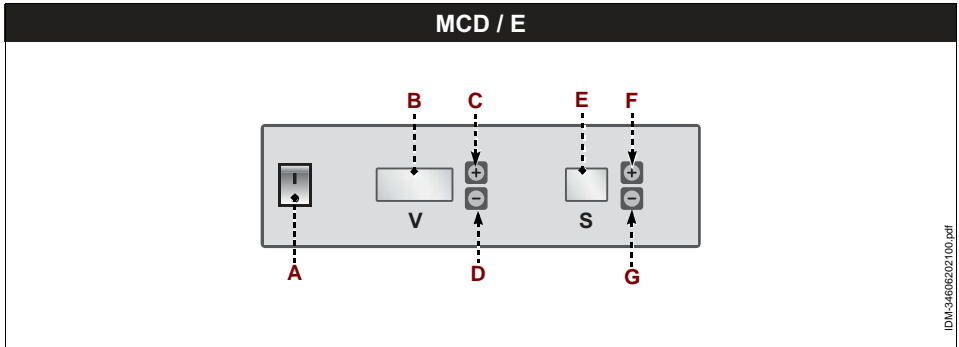 MCD / E
B
C
E
F
I
+
+
−
−
V
S
A
D
G
IDM-34606202100.pdf